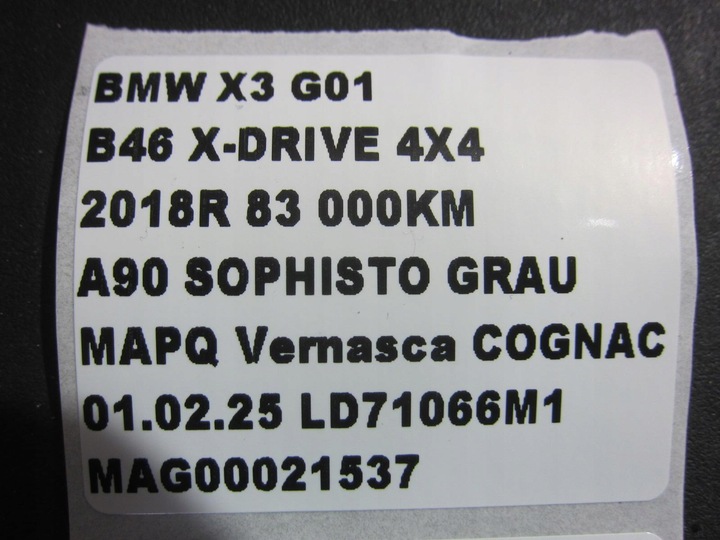 BMW X3 G01
B46 X-DRIVE 4X4
2018R 83 000KM
A90 SOPHISTO GRAU
MAPQ Vernasca COGNAC
01.02.25 LD71066M1
MAG00021537